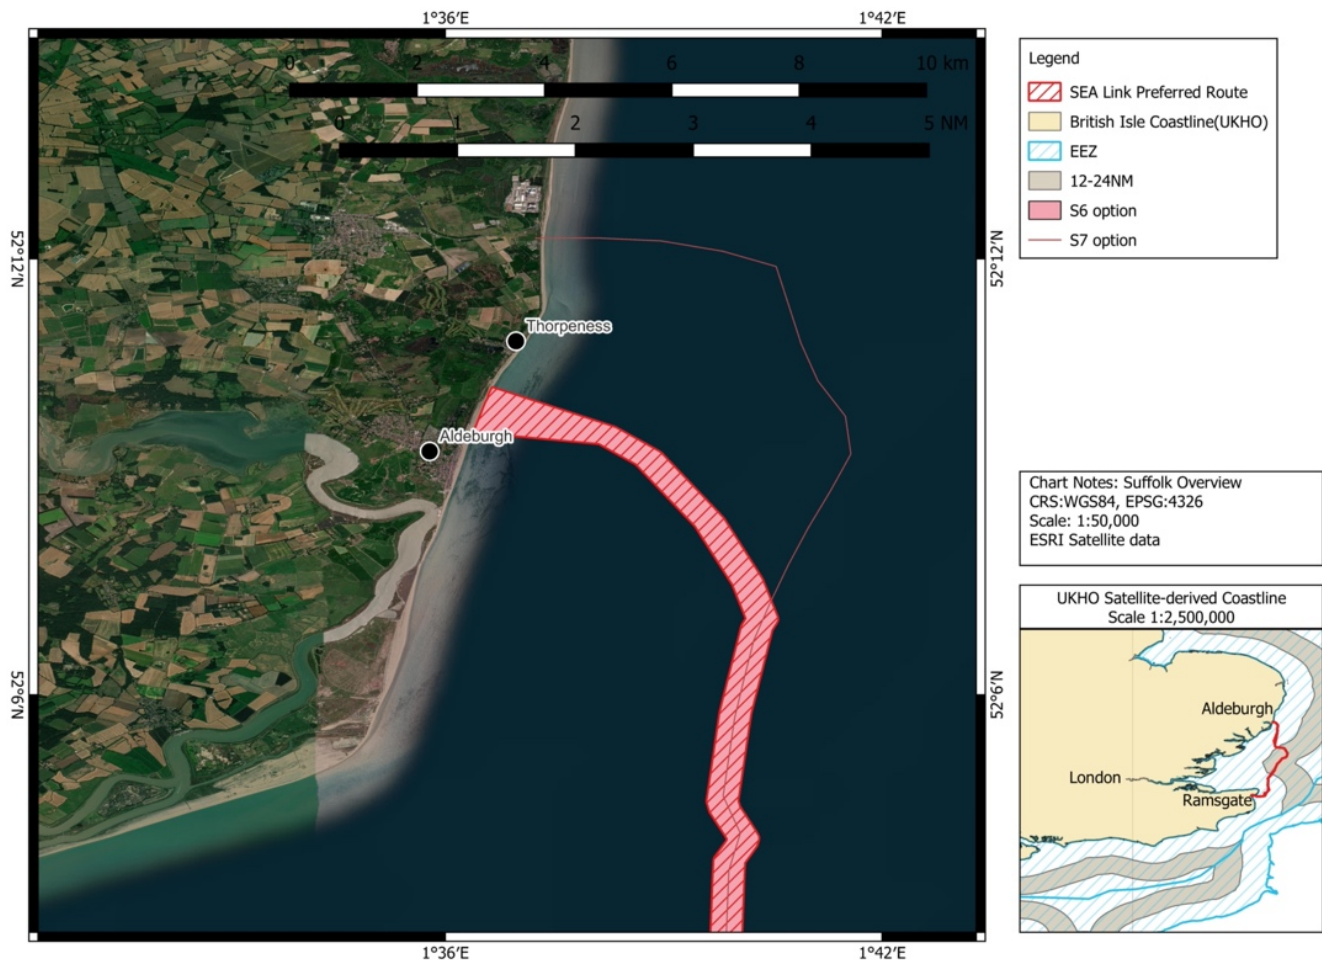 1°36′E
1°42′E
0
2
4
6
8
10 km
0
1
2
3
4
5 NM
52°12′N
52°12′N
Thorpeness
Aldeburgh
52°6′N
52°6′N
1°36′E
1°42′E
Legend
SEA Link Preferred Route
British Isle Coastline(UKHO)
EEZ
12-24NM
S6 option
S7 option
Chart Notes: Suffolk Overview
CRS:WGS84, EPSG:4326
Scale: 1:50,000
ESRI Satellite data
UKHO Satellite-derived Coastline
Scale 1:2,500,000
Aldeburgh
London
Ramsgate